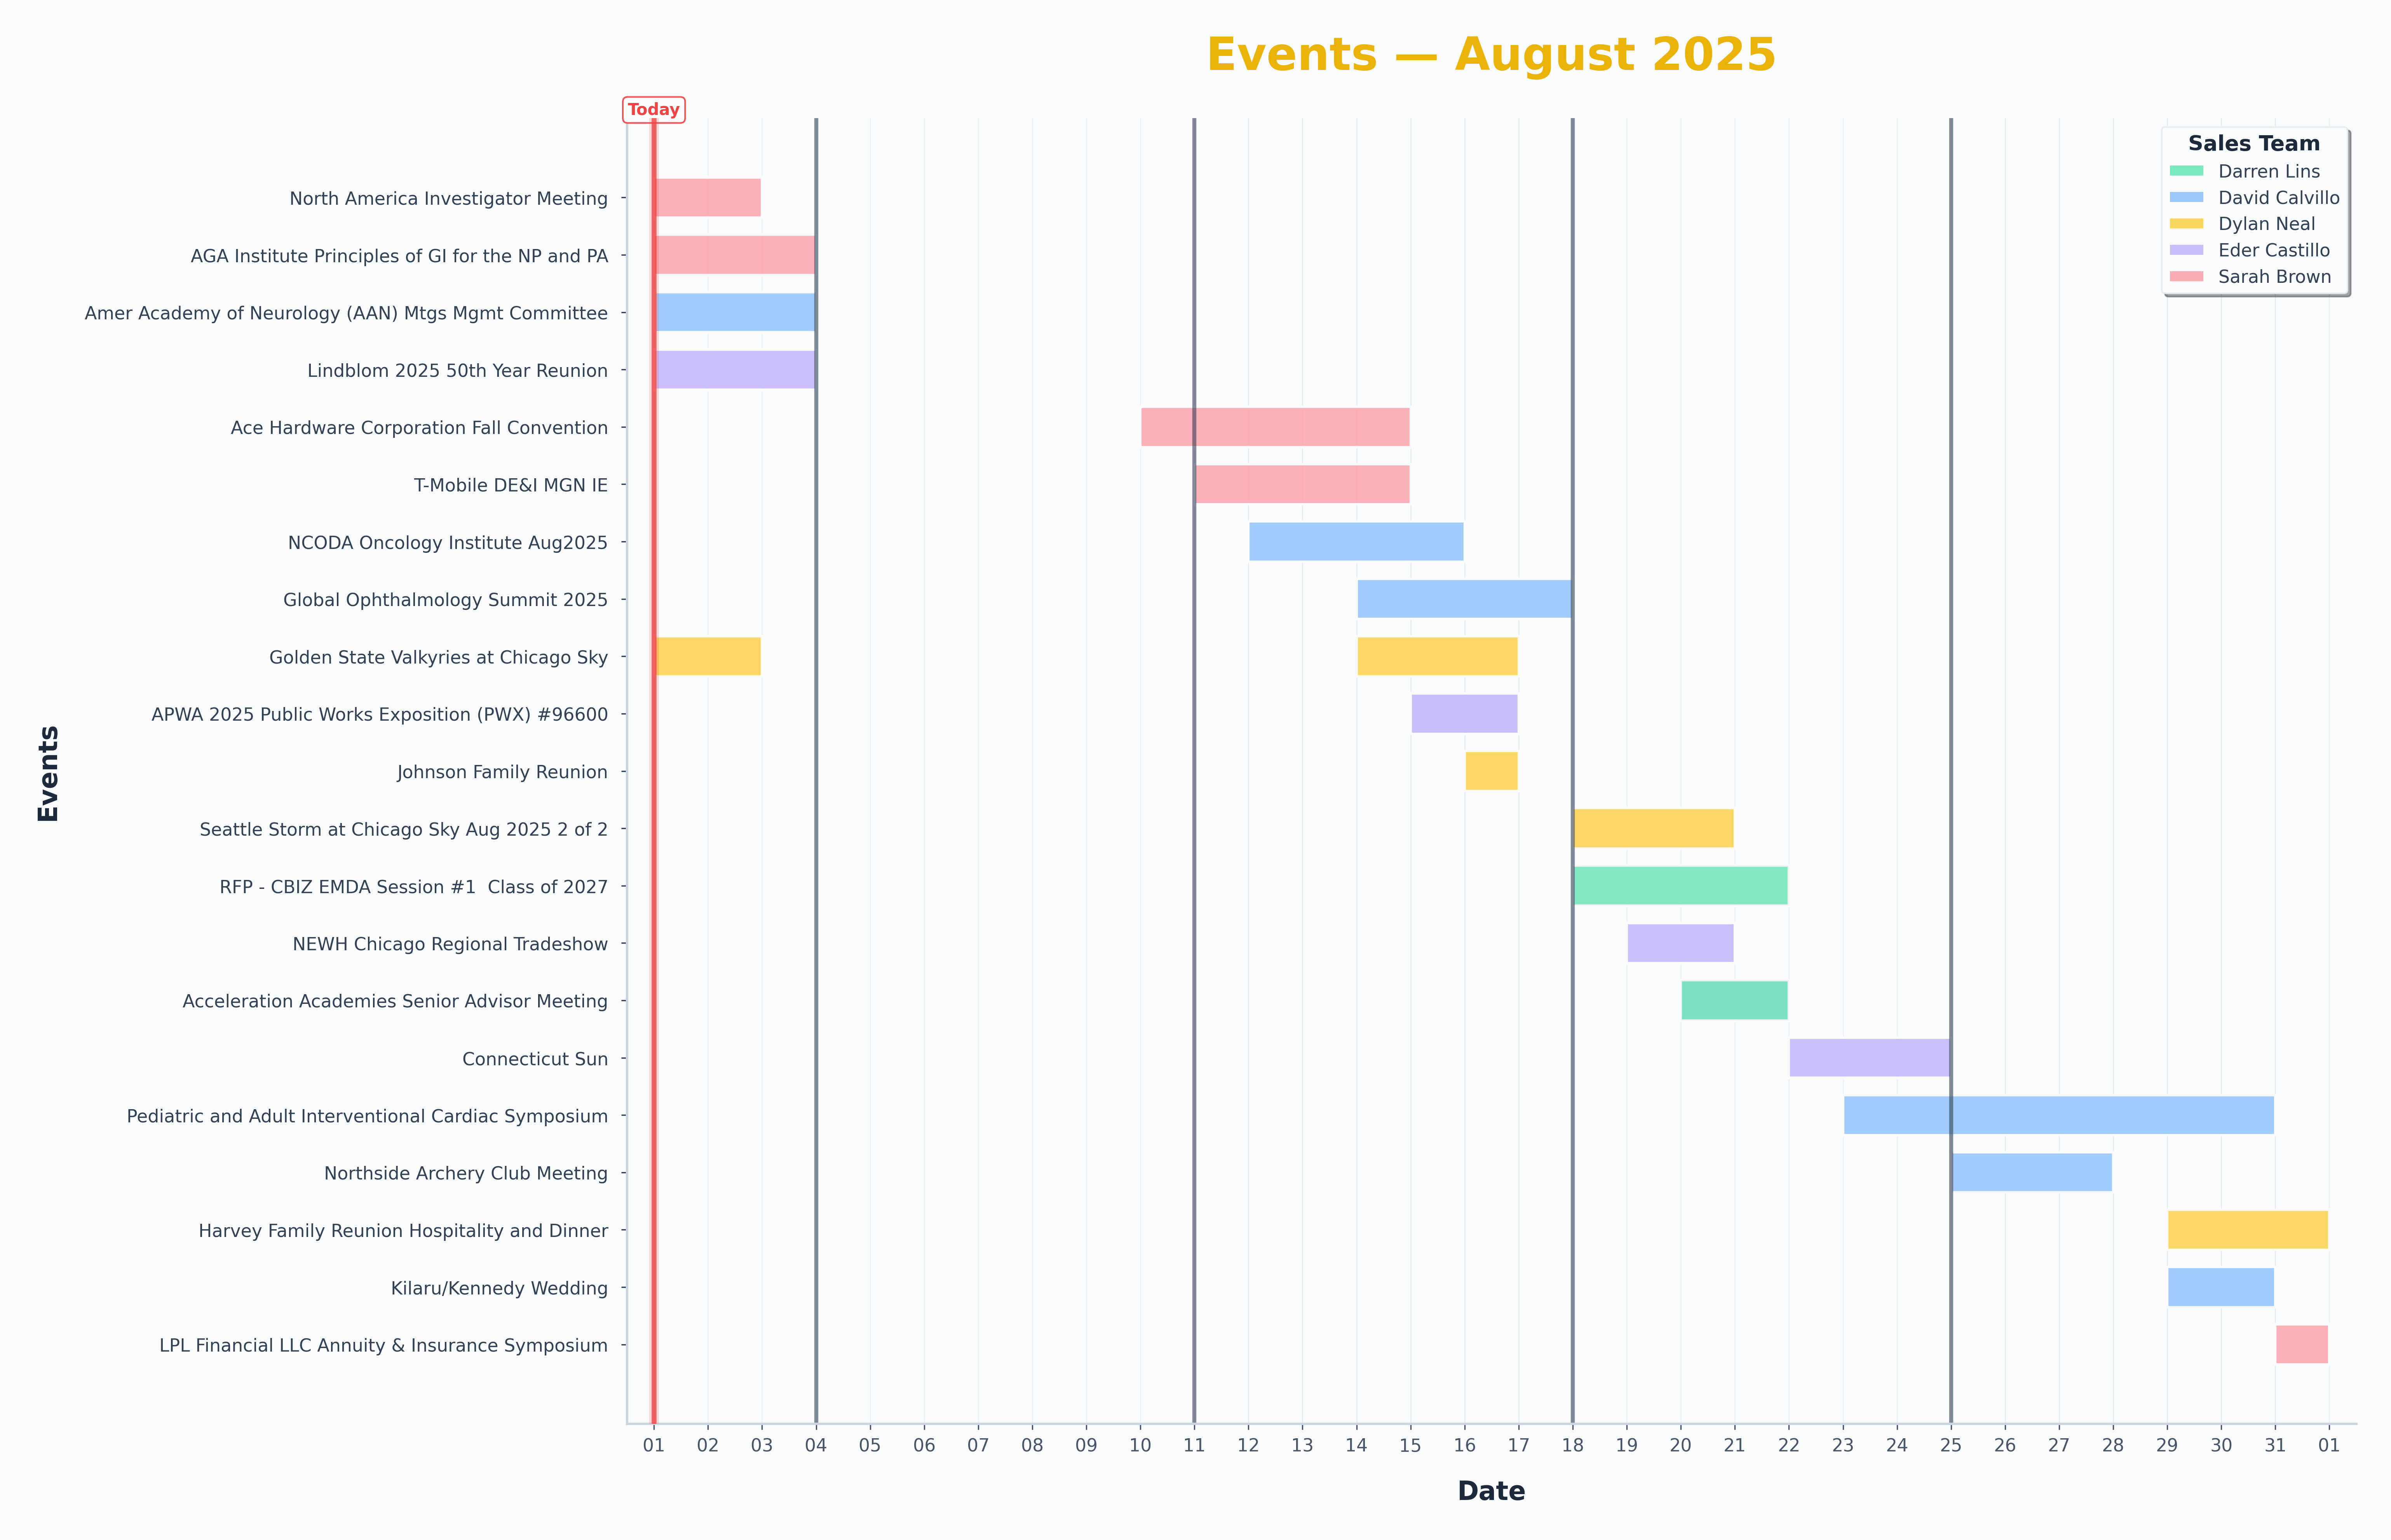 Events — August 2025
Today
Sales Team
Darren Lins
David Calvillo
Dylan Neal
Eder Castillo
Sarah Brown
Events
North America Investigator Meeting
AGA Institute Principles of GI for the NP and PA
Amer Academy of Neurology (AAN) Mtgs Mgmt Committee
Lindblom 2025 50th Year Reunion
Ace Hardware Corporation Fall Convention
T-Mobile DE&I MGN IE
NCODA Oncology Institute Aug2025
Global Ophthalmology Summit 2025
Golden State Valkyries at Chicago Sky
APWA 2025 Public Works Exposition (PWX) #96600
Johnson Family Reunion
Seattle Storm at Chicago Sky Aug 2025 2 of 2
RFP - CBIZ EMDA Session #1  Class of 2027
NEWH Chicago Regional Tradeshow
Acceleration Academies Senior Advisor Meeting
Connecticut Sun
Pediatric and Adult Interventional Cardiac Symposium
Northside Archery Club Meeting
Harvey Family Reunion Hospitality and Dinner
Kilaru/Kennedy Wedding
LPL Financial LLC Annuity & Insurance Symposium
01 02 03 04 05 06 07 08 09 10 11 12 13 14 15 16 17 18 19 20 21 22 23 24 25 26 27 28 29 30 31 01
Date